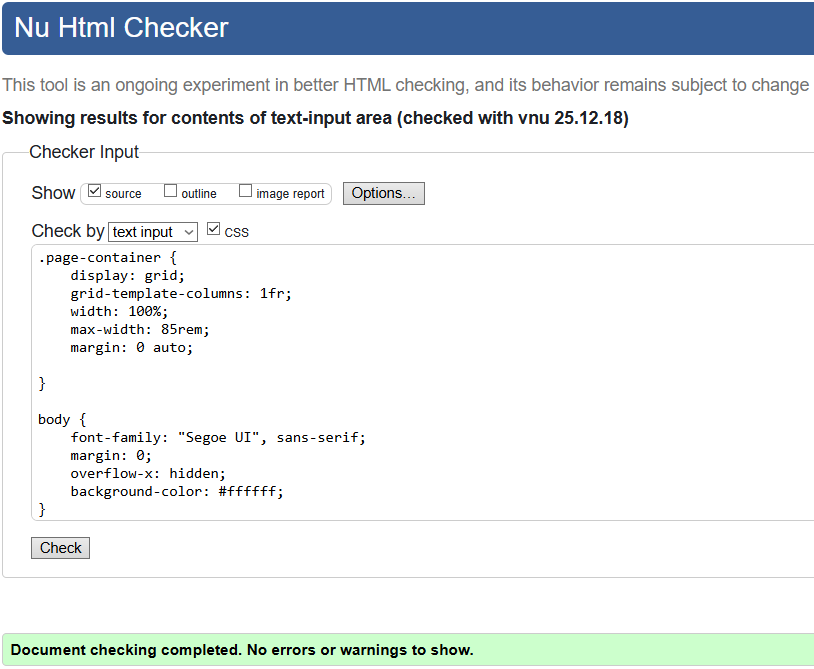 Nu Html Checker
This tool is an ongoing experiment in better HTML checking, and its behavior remains subject to change
Showing results for contents of text-input area (checked with vnu 25.12.18)
Checker Input
Show source outline image report Options...
Check by text input CSS
.page-container {
    display: grid;
    grid-template-columns: 1fr;
    width: 100%;
    max-width: 85rem;
    margin: 0 auto;
}
body {
    font-family: "Segoe UI", sans-serif;
    margin: 0;
    overflow-x: hidden;
    background-color: #ffffff;
}
Check
Document checking completed. No errors or warnings to show.